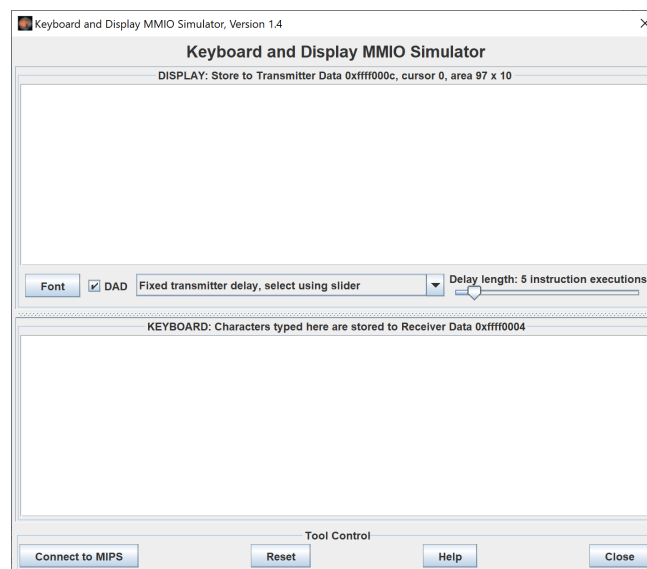 Keyboard and Display MMIO Simulator, Version 1.4
Keyboard and Display MMIO Simulator
DISPLAY: Store to Transmitter Data 0xffff000c, cursor 0, area 97 x 10
Font DAD Fixed transmitter delay, select using slider Delay length: 5 instruction executions
KEYBOARD: Characters typed here are stored to Receiver Data 0xffff0004
Tool Control
Connect to MIPS Reset Help Close